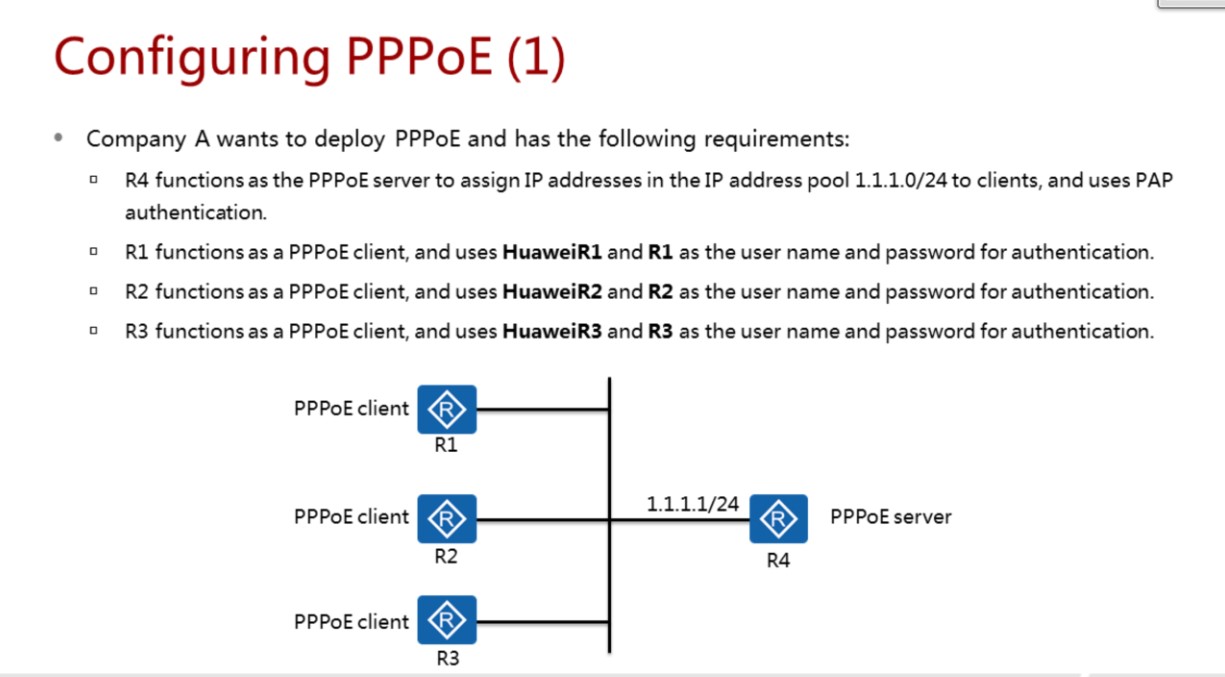 Configuring PPPoE (1)
• Company A wants to deploy PPPoE and has the following requirements:
▫ R4 functions as the PPPoE server to assign IP addresses in the IP address pool 1.1.1.0/24 to clients, and uses PAP
authentication.
▫ R1 functions as a PPPoE client, and uses HuaweiR1 and R1 as the user name and password for authentication.
▫ R2 functions as a PPPoE client, and uses HuaweiR2 and R2 as the user name and password for authentication.
▫ R3 functions as a PPPoE client, and uses HuaweiR3 and R3 as the user name and password for authentication.
PPPoE client R
R1
1.1.1.1/24
PPPoE client R
R PPPoE server
R2
R4
PPPoE client R
R3